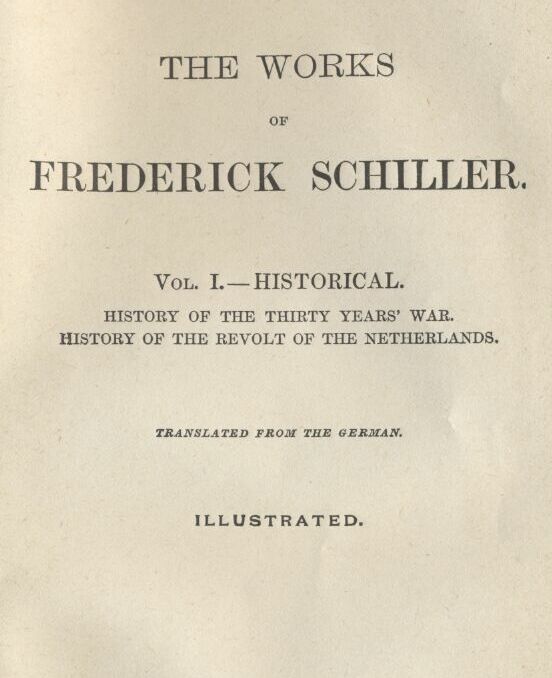 THE WORKS
OF
FREDERICK SCHILLER.
VOL. I.—HISTORICAL.
HISTORY OF THE THIRTY YEARS' WAR.
HISTORY OF THE REVOLT OF THE NETHERLANDS.
TRANSLATED FROM THE GERMAN.
ILLUSTRATED.